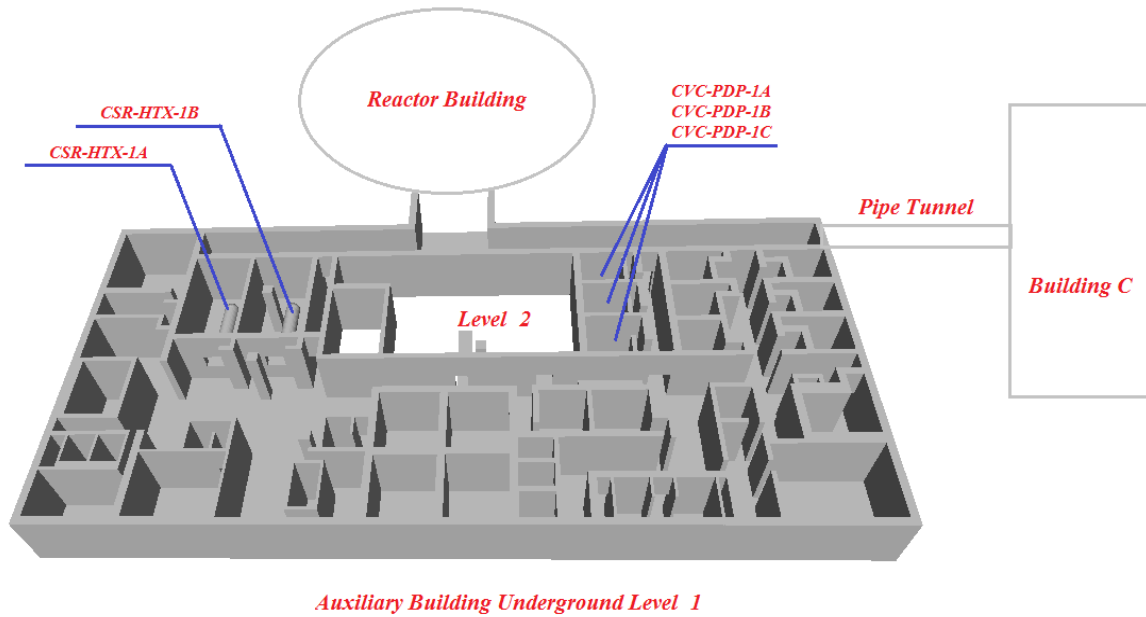 Reactor Building
CSR-HTX-1B
CSR-HTX-1A
CVC-PDP-1A
CVC-PDP-1B
CVC-PDP-1C
Pipe Tunnel
Building C
Level 2
Auxiliary Building Underground Level 1